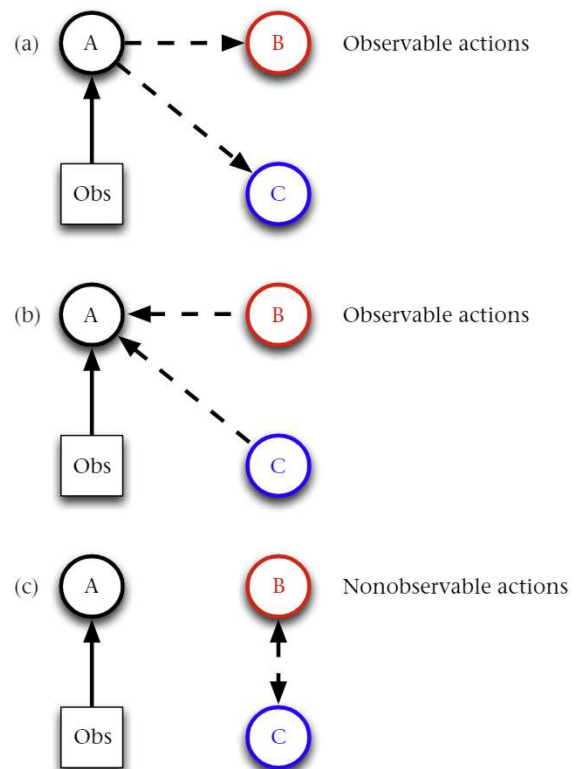 (a) A B Observable actions
Obs C
(b) A B Observable actions
Obs C
(c) A B Nonobservable actions
Obs C